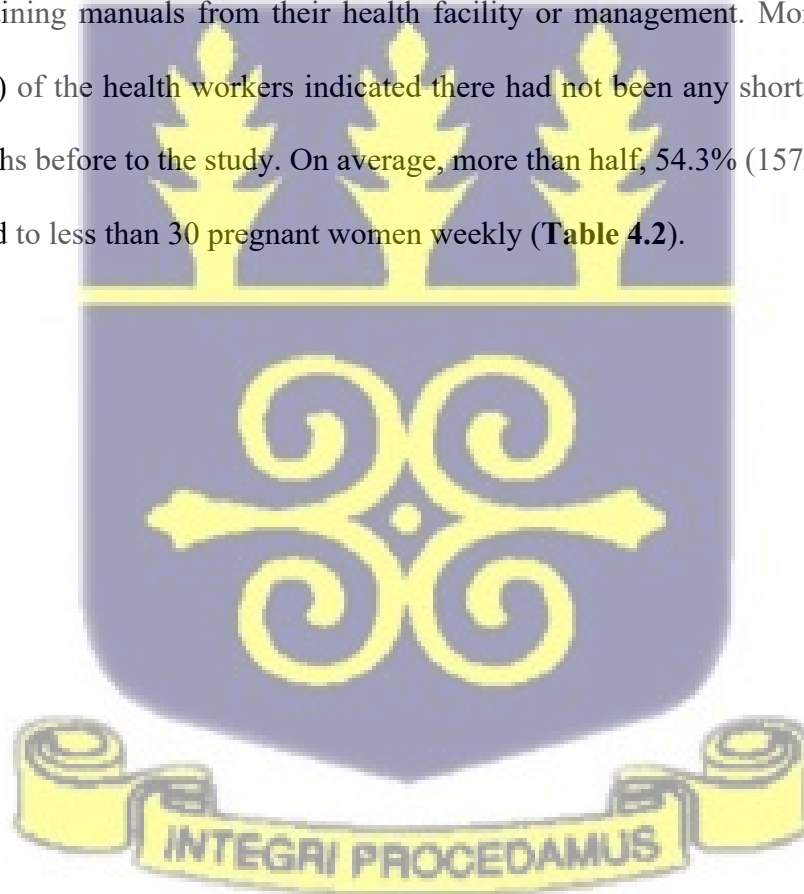 ining manuals from their health facility or management. Mor
) of the health workers indicated there had not been any short
hs before to the study. On average, more than half, 54.3% (157
d to less than 30 pregnant women weekly (Table 4.2).
INTEGRI PROCEDAMUS